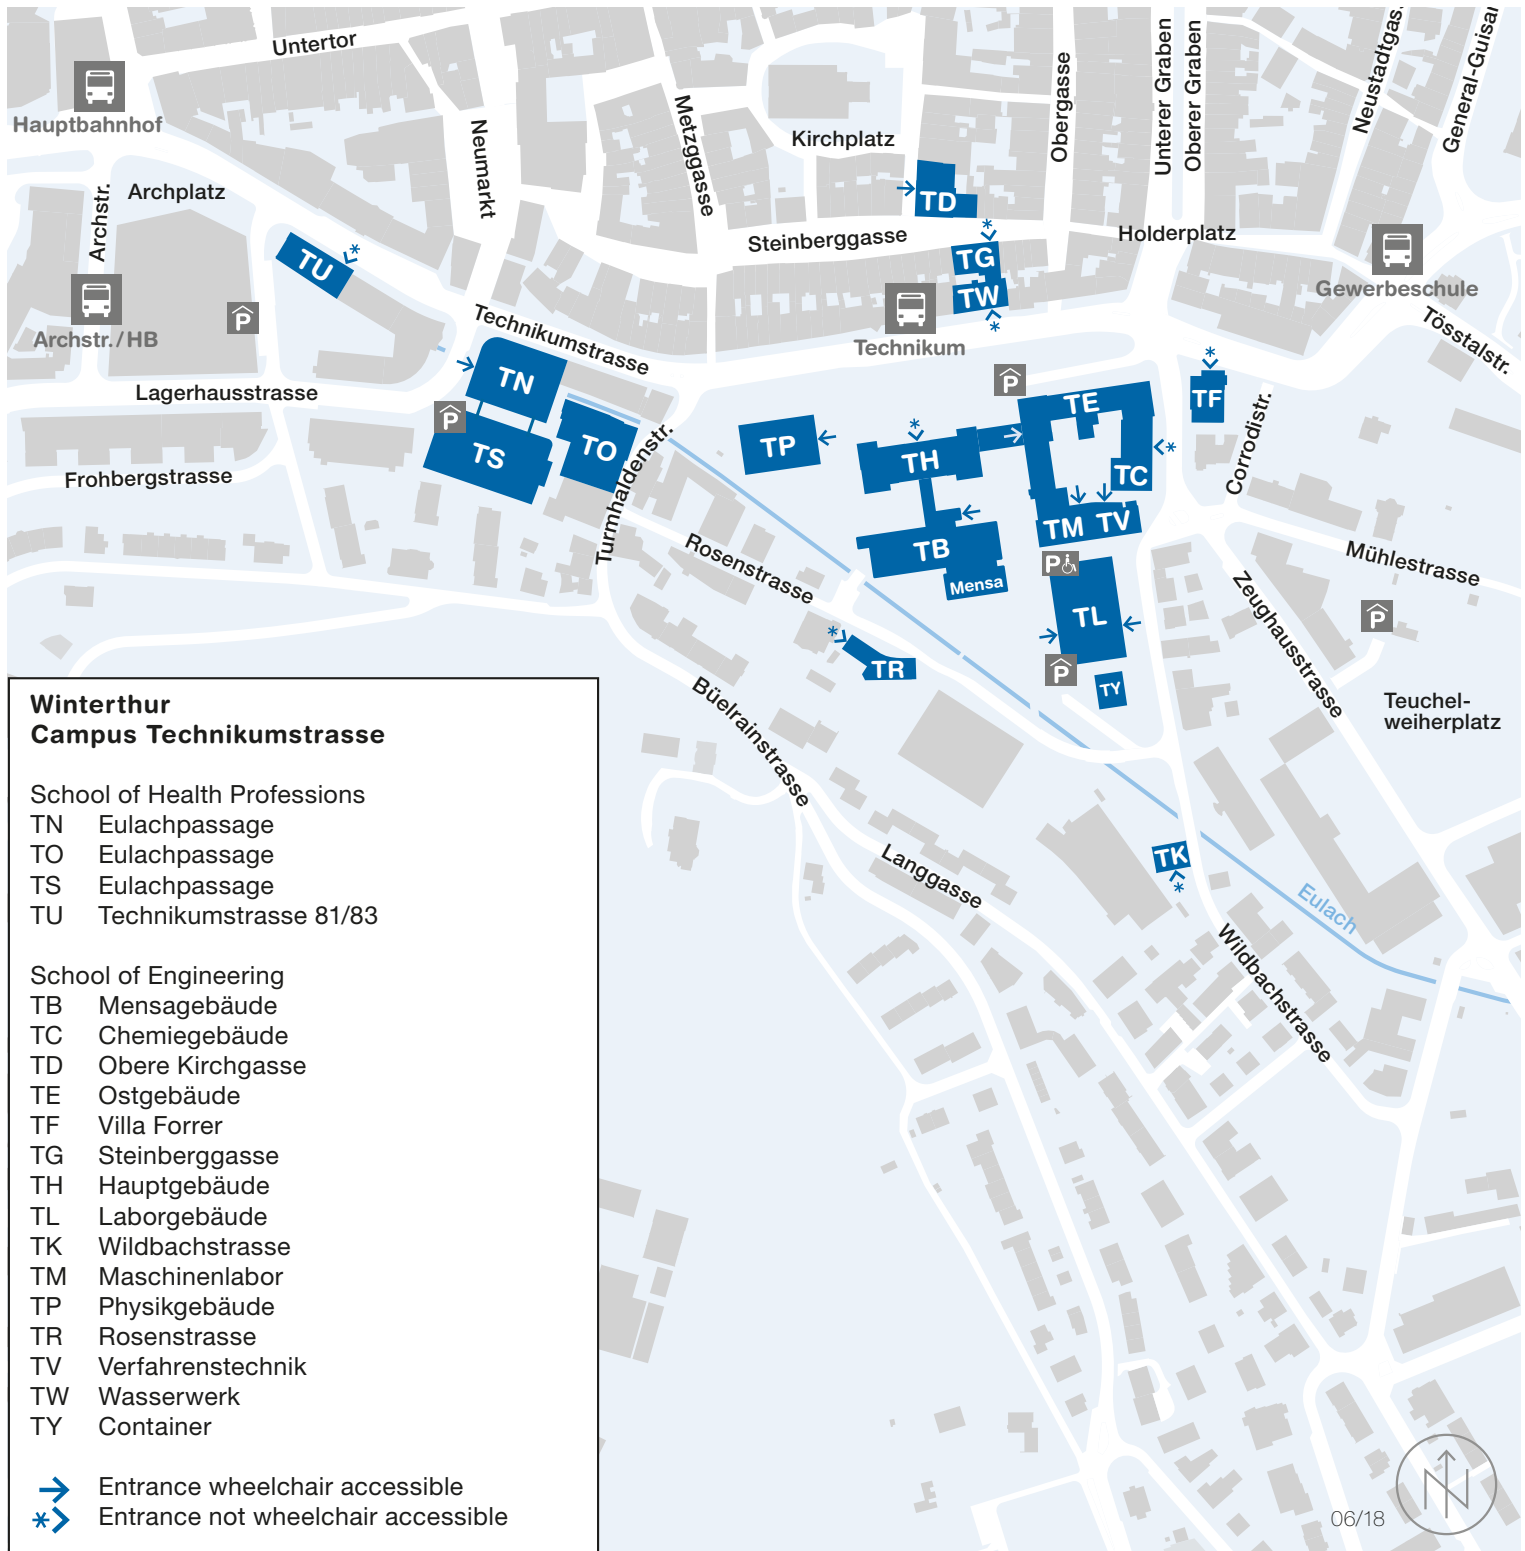 Untertor
Hauptbahnhof
Neumarkt
Metzggasse
Kirchplatz
Obergasse
Unterer Graben
Oberer Graben
Neustadtgas
General-Guisan
Archplatz
Archstr.
TD
Steinberggasse
Holderplatz
TU
TG
TW
Gewerbeschule
P
Archstr./HB
Technikumstrasse
Technikum
Tösstalstr.
Lagerhausstrasse
TN
P
TE
TF
Corrodistr.
P
TS
TO
TP
TH
TC
Frohbergstrasse
Turmhaldenstr.
TM
TV
Rosenstrasse
TB
Mensa
P
Mühlestrasse
TL
Zeughausstrasse
P
TR
P
TY
Büelrainstrasse
Teuchel-
weiherplatz
Langgasse
TK
Eulach
Wildbachstrasse
Winterthur
Campus Technikumstrasse
School of Health Professions
TN Eulachpassage
TO Eulachpassage
TS Eulachpassage
TU Technikumstrasse 81/83
School of Engineering
TB Mensagebäude
TC Chemiegebäude
TD Obere Kirchgasse
TE Ostgebäude
TF Villa Forrer
TG Steinberggasse
TH Hauptgebäude
TL Laborgebäude
TK Wildbachstrasse
TM Maschinenlabor
TP Physikgebäude
TR Rosenstrasse
TV Verfahrenstechnik
TW Wasserwerk
TY Container
Entrance wheelchair accessible
Entrance not wheelchair accessible
06/18
N